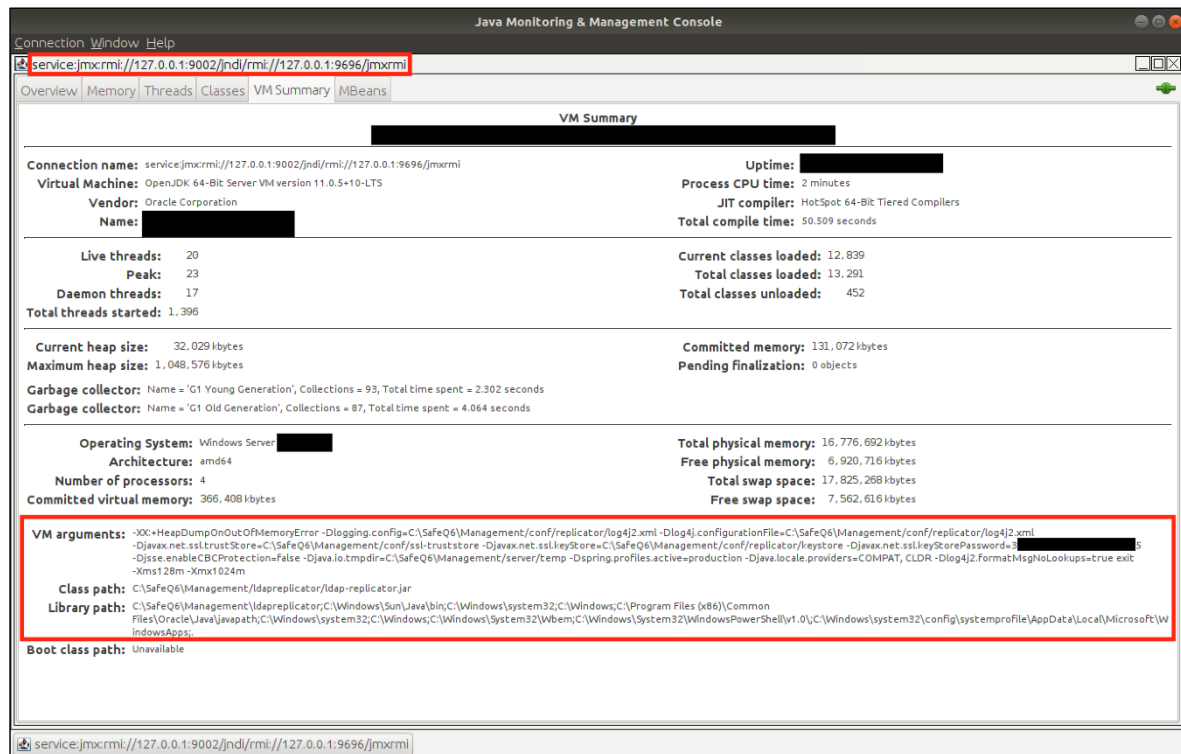 Java Monitoring & Management Console
Connection Window Help
service:jmx:rmi://127.0.0.1:9002/jndi/rmi://127.0.0.1:9696/jmxrmi
Overview Memory Threads Classes VM Summary MBeans
VM Summary
Connection name: service:jmx:rmi://127.0.0.1:9002/jndi/rmi://127.0.0.1:9696/jmxrmi Uptime:
Virtual Machine: OpenJDK 64-Bit Server VM version 11.0.5+10-LTS Process CPU time: 2 minutes
Vendor: Oracle Corporation JIT compiler: HotSpot 64-Bit Tiered Compilers
Name: Total compile time: 50.509 seconds
Live threads: 20 Current classes loaded: 12,839
Peak: 23 Total classes loaded: 13,291
Daemon threads: 17 Total classes unloaded: 452
Total threads started: 1,396
Current heap size: 32,029 kbytes Committed memory: 131,072 kbytes
Maximum heap size: 1,048,576 kbytes Pending finalization: 0 objects
Garbage collector: Name = 'G1 Young Generation', Collections = 93, Total time spent = 2.302 seconds
Garbage collector: Name = 'G1 Old Generation', Collections = 87, Total time spent = 4.064 seconds
Operating System: Windows Server Total physical memory: 16,776,692 kbytes
Architecture: amd64 Free physical memory: 6,920,716 kbytes
Number of processors: 4 Total swap space: 17,825,268 kbytes
Committed virtual memory: 366,408 kbytes Free swap space: 7,562,616 kbytes
VM arguments: -XX:+HeapDumpOnOutOfMemoryError -Dlogging.config=C:\SafeQ6\Management/conf/replicator/log4j2.xml -Dlog4j.configurationFile=C:\SafeQ6\Management/conf/replicator/log4j2.xml
-Djavax.net.ssl.trustStore=C:\SafeQ6\Management/conf/ssl-truststore -Djavax.net.ssl.keyStore=C:\SafeQ6\Management/conf/replicator/keystore -Djavax.net.ssl.keyStorePassword=3 5
-Djsse.enableCBCProtection=false -Djava.io.tmpdir=C:\SafeQ6\Management/server/temp -Dspring.profiles.active=production -Djava.locale.providers=COMPAT, CLDR -Dlog4j2.formatMsgNoLookups=true exit
-Xms128m -Xmx1024m
Class path: C:\SafeQ6\Management/ldapreplicator/ldap-replicator.jar
Library path: C:\SafeQ6\Management\ldapreplicator;C:\Windows\Sun\Java\bin;C:\Windows\system32;C:\Windows;C:\Program Files (x86)\Common
Files\Oracle\Java\javapath;C:\Windows\system32;C:\Windows;C:\Windows\System32\Wbem;C:\Windows\System32\WindowsPowerShell\v1.0\;C:\Windows\system32\config\systemprofile\AppData\Local\Microsoft\W
indowsApps;.
Boot class path: Unavailable
service:jmx:rmi://127.0.0.1:9002/jndi/rmi://127.0.0.1:9696/jmxrmi